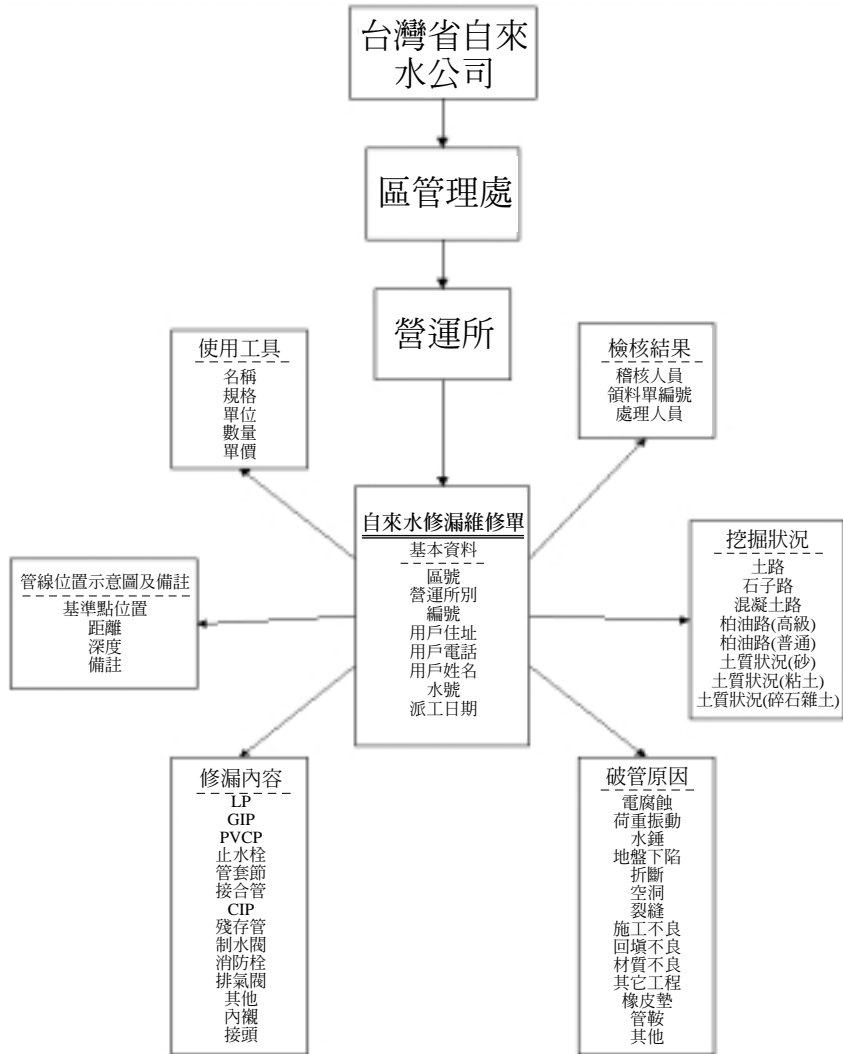 台灣省自來
水公司
區管理處
營運所
使用工具
名稱
規格
單位
數量
單價
檢核結果
稽核人員
領料單編號
處理人員
自來水修漏維修單
基本資料
區號
營運所別
編號
用戶住址
用戶電話
用戶姓名
水號
派工日期
管線位置示意圖及備註
基準點位置
距離
深度
備註
挖掘狀況
土路
石子路
混凝土路
柏油路(高級)
柏油路(普通)
土質狀況(砂)
土質狀況(粘土)
土質狀況(碎石雜土)
修漏內容
LP
GIP
PVCP
止水栓
管套節
接合管
CIP
殘存管
制水閥
消防栓
排氣閥
其他
內襯
接頭
破管原因
電腐蝕
荷重振動
水錘
地盤下陷
折斷
空洞
裂縫
施工不良
回填不良
材質不良
其它工程
橡皮墊
管鞍
其他